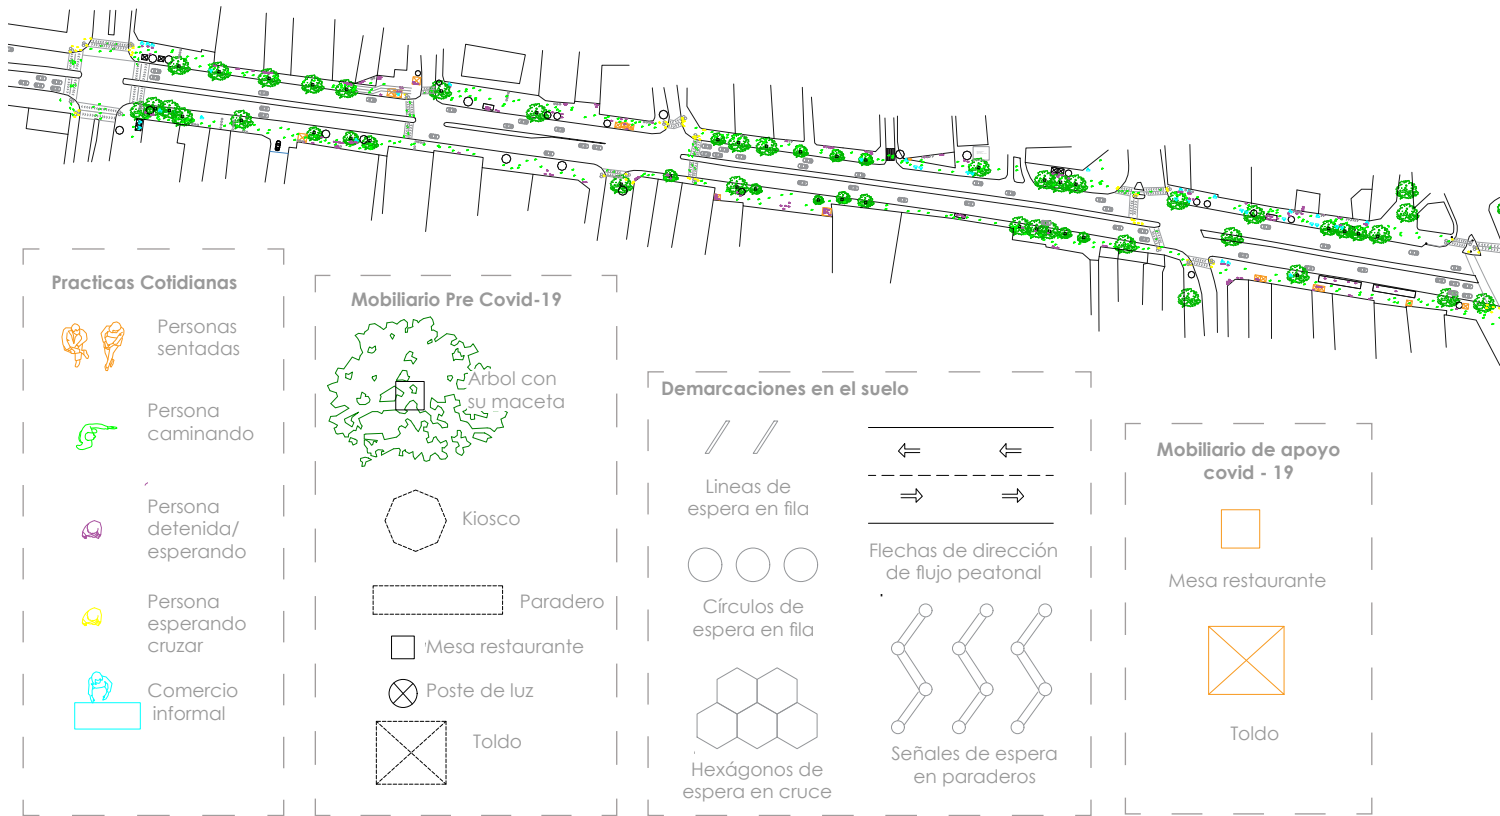 Practicas Cotidianas
Personas
sentadas
Persona
caminando
Persona
detenida/
esperando
Persona
esperando
cruzar
Comercio
informal
Mobiliario Pre Covid-19
Arbol con
su maceta
Kiosco
Paradero
Mesa restaurante
Poste de luz
Toldo
Demarcaciones en el suelo
Lineas de
espera en fila
Círculos de
espera en fila
Hexágonos de
espera en cruce
Flechas de dirección
de flujo peatonal
Señales de espera
en paraderos
Mobiliario de apoyo
covid - 19
Mesa restaurante
Toldo